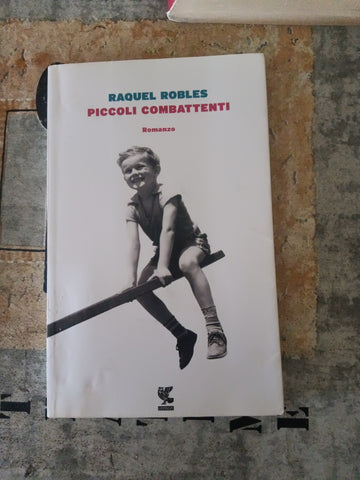 RAQUEL ROBLES
PICCOLI COMBATTENTI
Romanzo